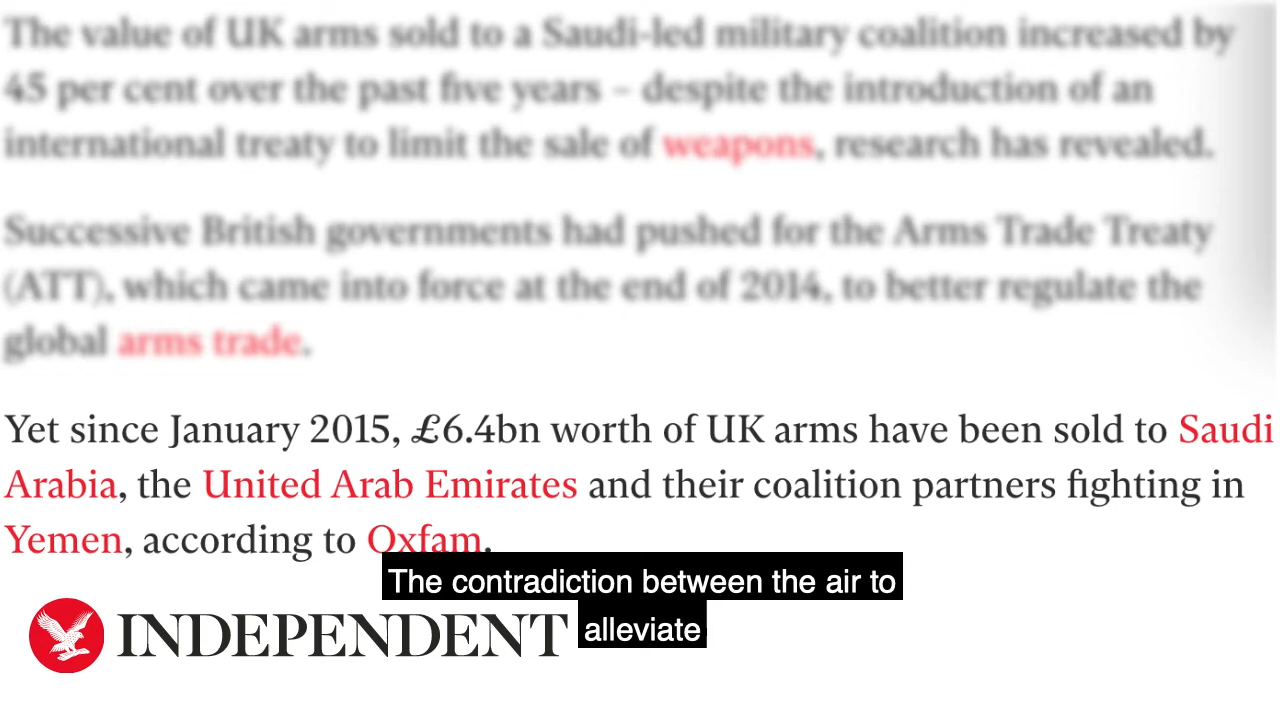 The value of UK arms sold to a Saudi-led military coalition increased by
45 per cent over the past five years – despite the introduction of an
international treaty to limit the sale of weapons, research has revealed.
Successive British governments had pushed for the Arms Trade Treaty
(ATT), which came into force at the end of 2014, to better regulate the
global arms trade.
Yet since January 2015, £6.4bn worth of UK arms have been sold to Saudi
Arabia, the United Arab Emirates and their coalition partners fighting in
Yemen, according to Oxfam.
The contradiction between the air to
alleviate
INDEPENDENT